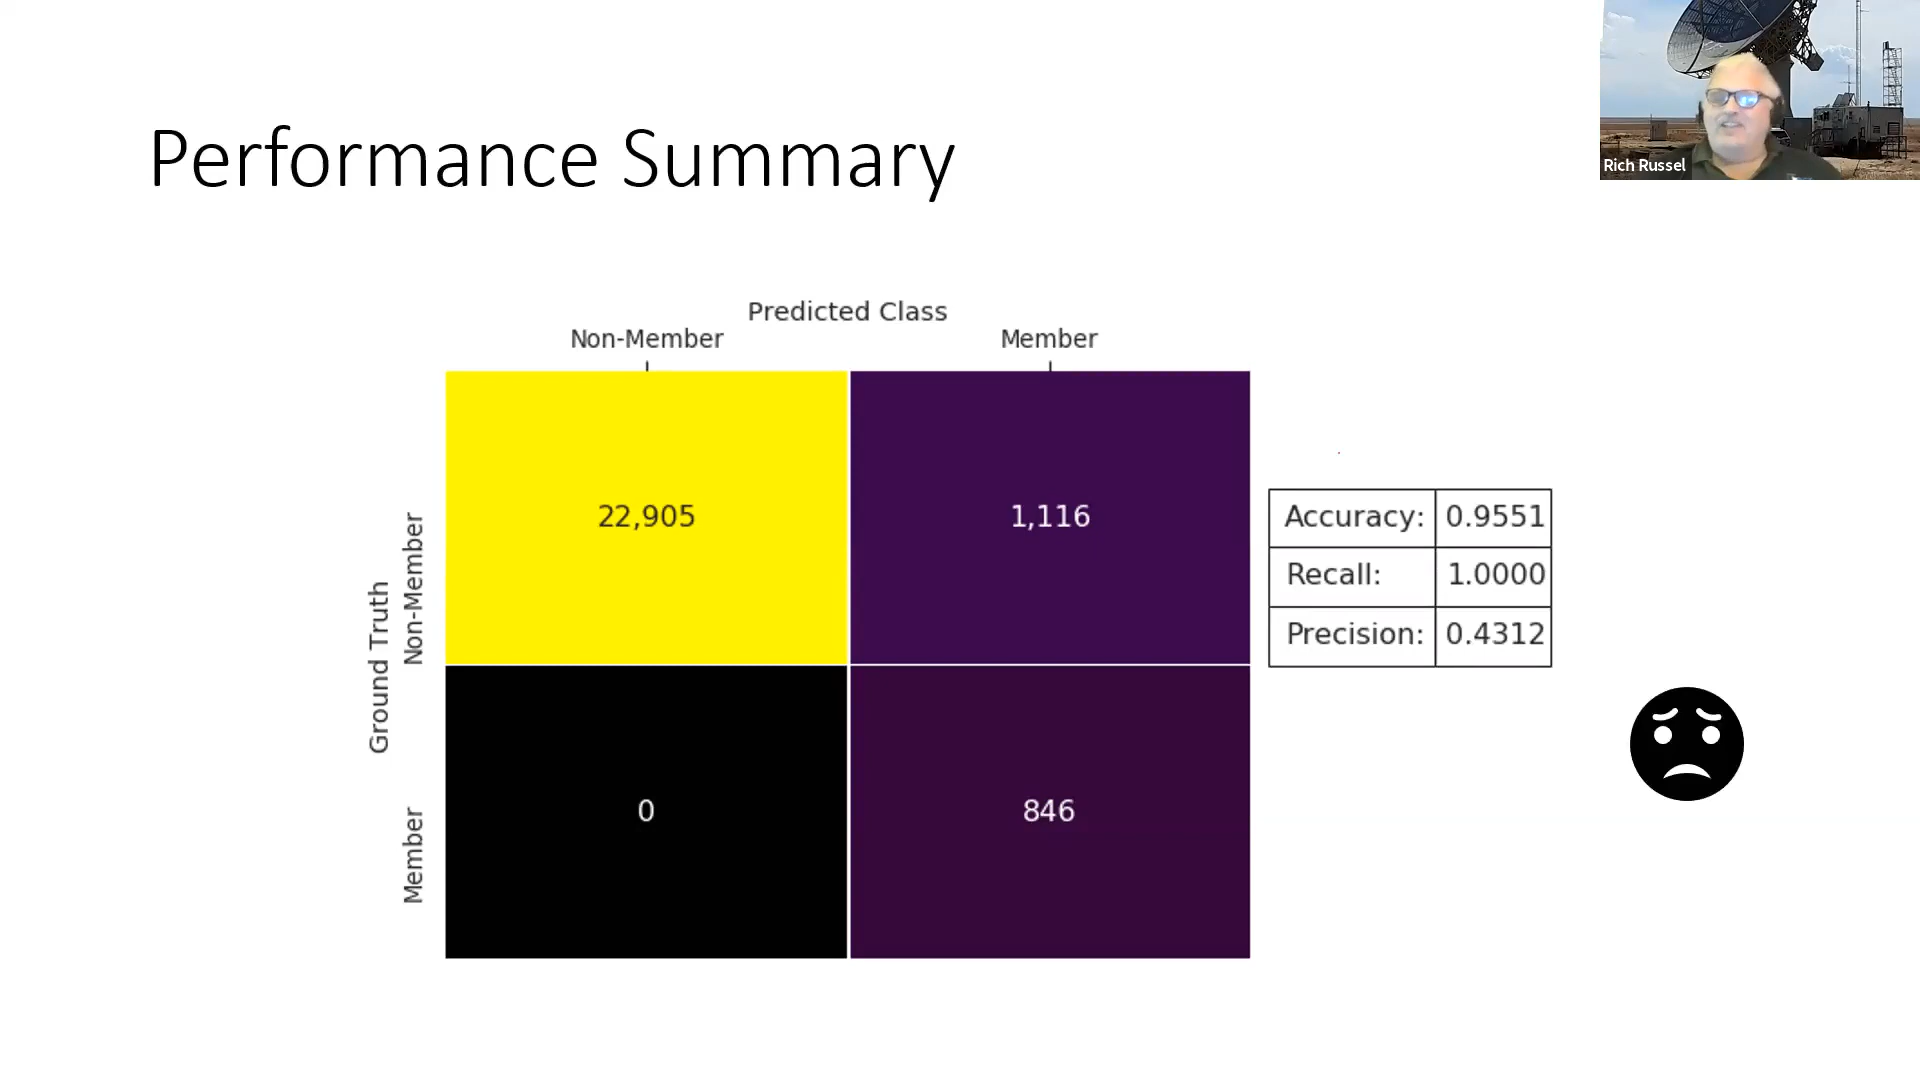 Rich Russel
Performance Summary
Predicted Class
Non-Member
Member
Ground Truth
Non-Member
Member
22,905
1,116
0
846
Accuracy: 0.9551
Recall: 1.0000
Precision: 0.4312